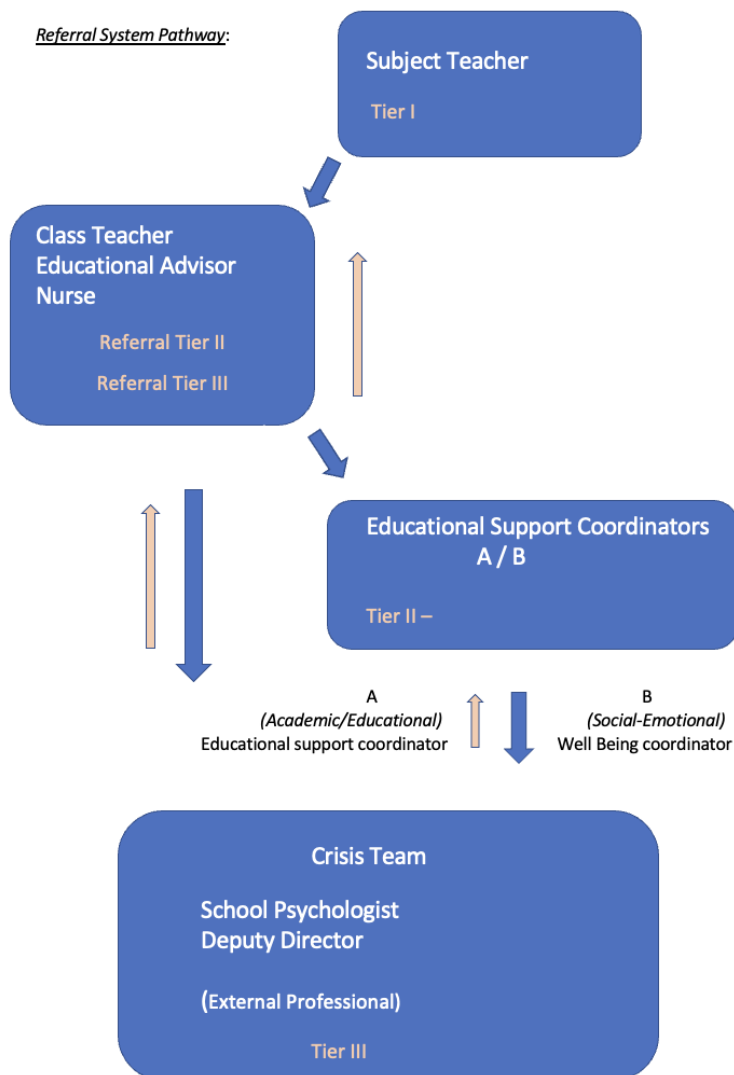 Referral System Pathway:
Subject Teacher
Tier I
Class Teacher
Educational Advisor
Nurse
Referral Tier II
Referral Tier III
Educational Support Coordinators
A / B
Tier II –
A
(Academic/Educational)
Educational support coordinator
B
(Social-Emotional)
Well Being coordinator
Crisis Team
School Psychologist
Deputy Director
(External Professional)
Tier III